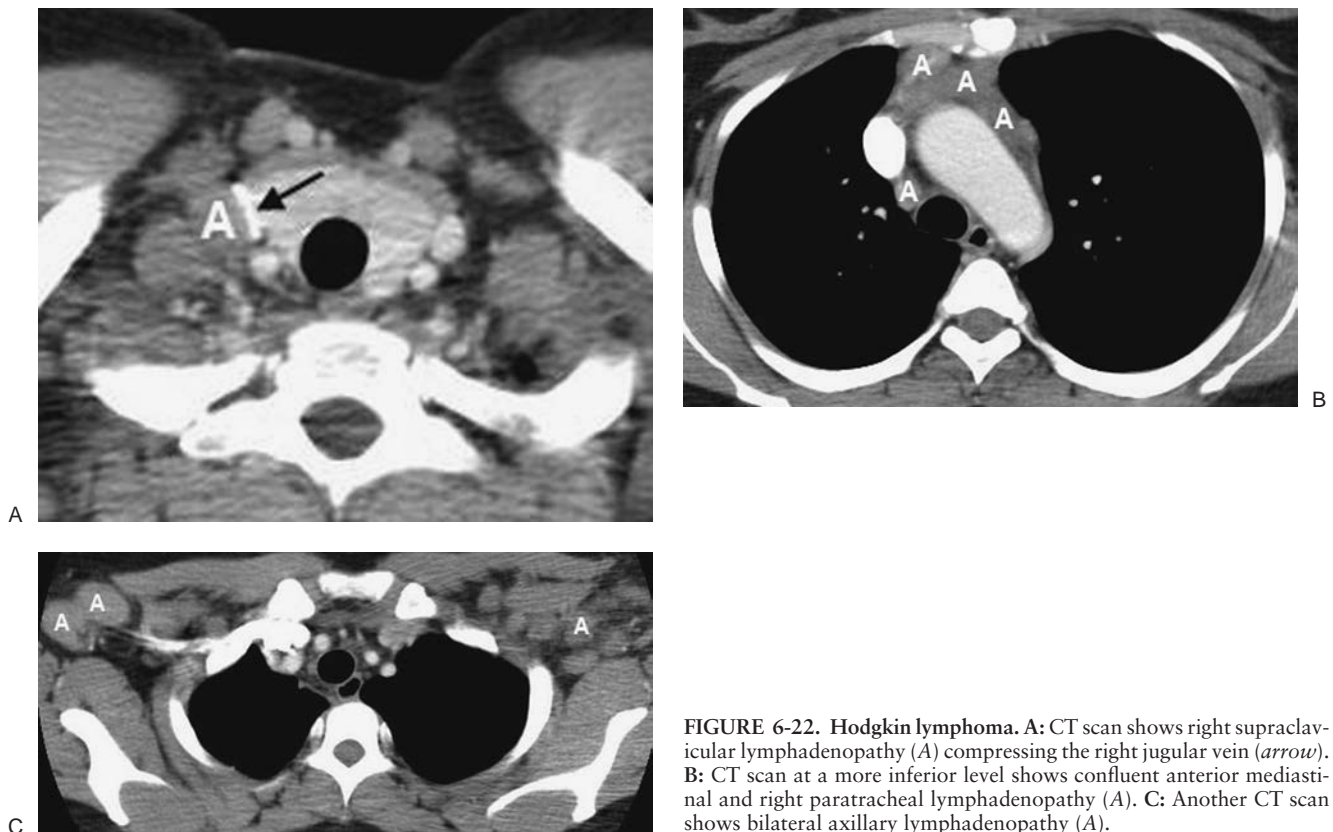 A
A
A
A
A
A
B
A
A
A
C
FIGURE 6-22. Hodgkin lymphoma. A: CT scan shows right supraclav-
icular lymphadenopathy (A) compressing the right jugular vein (arrow).
B: CT scan at a more inferior level shows confluent anterior mediasti-
nal and right paratracheal lymphadenopathy (A). C: Another CT scan
shows bilateral axillary lymphadenopathy (A).